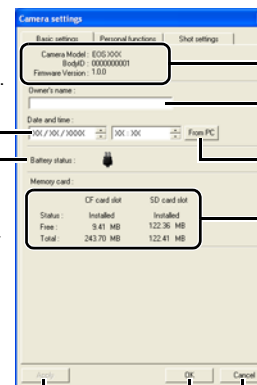 Camera settings
Basic settings Personal functions Shot settings
Camera Model : EOS XXX
BodyID : 0000000001
Firmware Version : 1.0.0
Owner's name :
Date and time :
XX/XX/XXXX XX : XX From PC
Battery status :
Memory card :
CF card slot SD card slot
Status : Installed Installed
Free : 9.41 MB 122.36 MB
Total : 243.70 MB 122.41 MB
Apply OK Cancel